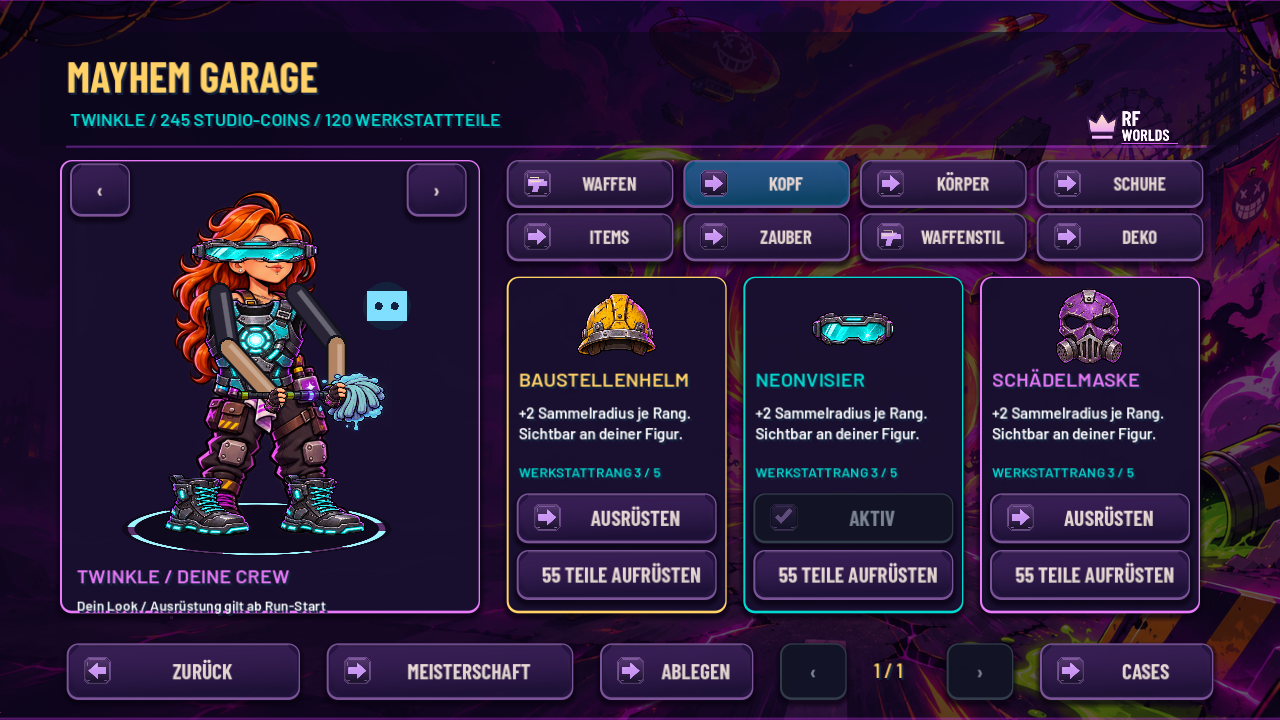 MAYHEM GARAGE
TWINKLE / 245 STUDIO-COINS / 120 WERKSTATTTEILE
RF
WORLDS
‹
›
WAFFEN
KOPF
KÖRPER
SCHUHE
ITEMS
ZAUBER
WAFFENSTIL
DEKO
BAUSTELLENHELM
+2 Sammelradius je Rang.
Sichtbar an deiner Figur.
WERKSTATTRANG 3 / 5
AUSRÜSTEN
55 TEILE AUFRÜSTEN
NEONVISIER
+2 Sammelradius je Rang.
Sichtbar an deiner Figur.
WERKSTATTRANG 3 / 5
AKTIV
55 TEILE AUFRÜSTEN
SCHÄDELMASKE
+2 Sammelradius je Rang.
Sichtbar an deiner Figur.
WERKSTATTRANG 3 / 5
AUSRÜSTEN
55 TEILE AUFRÜSTEN
TWINKLE / DEINE CREW
Dein Look / Ausrüstung gilt ab Run-Start
ZURÜCK
MEISTERSCHAFT
ABLEGEN
‹
1 / 1
›
CASES